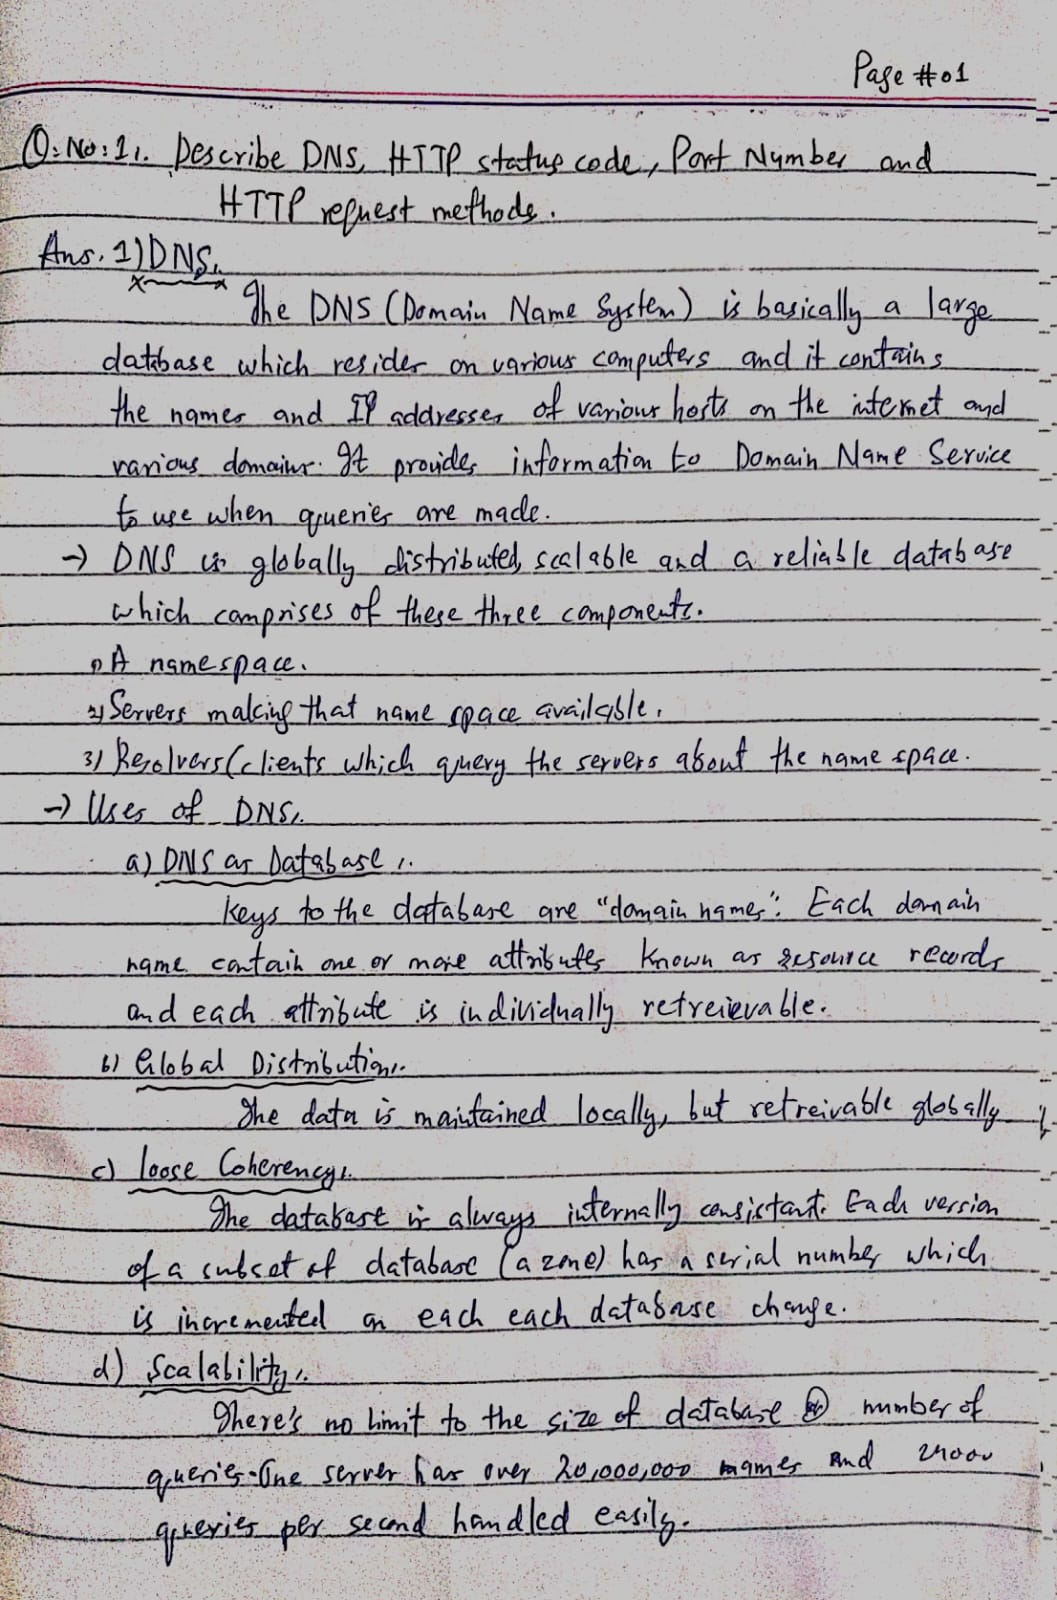 Page #01
Q:No:1:. Describe DNS, HTTP status code, Port Number and
HTTP request methods.
Ans. 1) DNS:.
The DNS (Domain Name System) is basically a large
database which resides on various computers and it contains
the names and IP addresses of various hosts on the internet and
various domains. It provides information to Domain Name Service
to use when queries are made.
→ DNS is globally distributed, scalable and a reliable database
which comprises of these three components.
1) A namespace.
2) Servers making that name space available.
3) Resolvers (clients which query the servers about the name space.
→ Uses of DNS:.
a) DNS as Database :.
Keys to the database are "domain names". Each domain
name contain one or more attributes known as resource records
and each attribute is individually retreievable.
b) Global Distribution:.
The data is maintained locally, but retreivable globally
c) loose Coherency:.
The database is always internally consistant. Each version
of a subset of database (a zone) has a serial number which
is incremented on each each database change.
d) Scalability:.
There's no limit to the size of database number of
queries. One server has over 20,000,000 names and
queries per second handled easily.